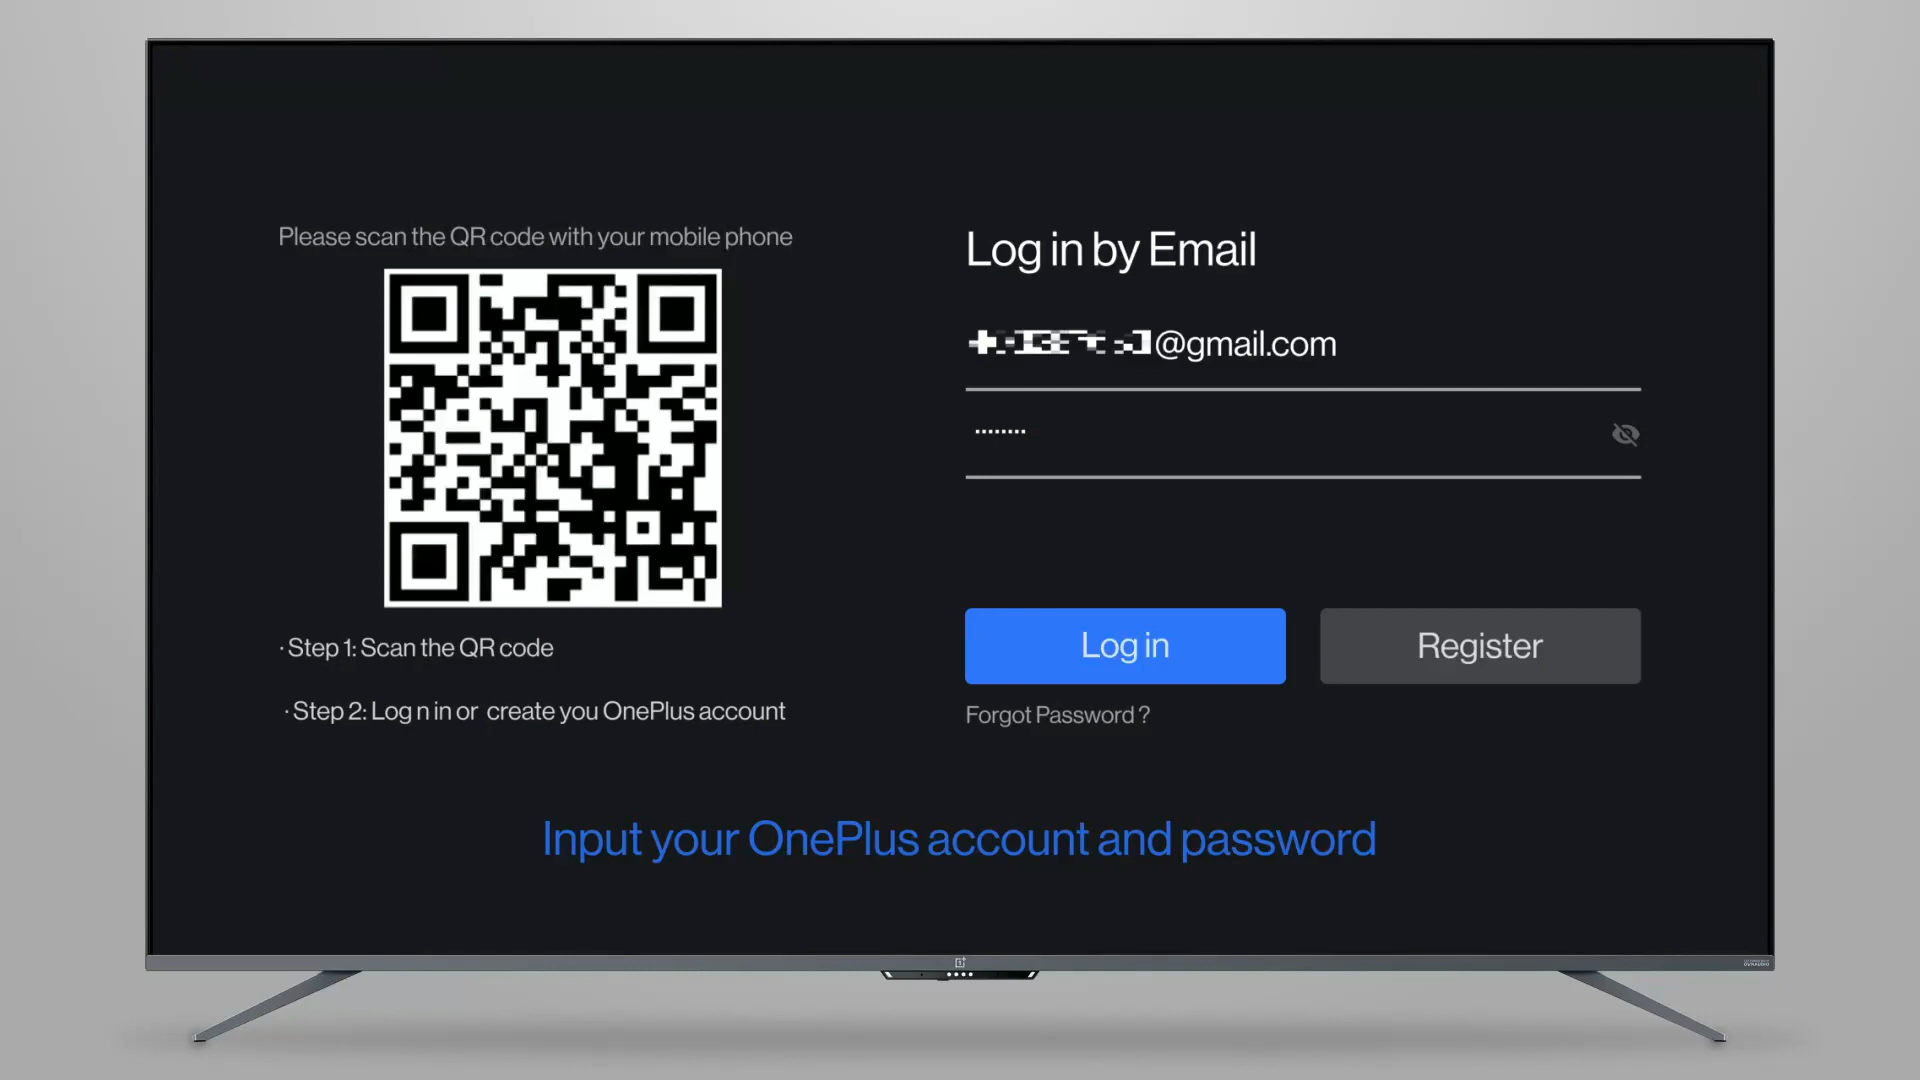 Please scan the QR code with your mobile phone
· Step 1: Scan the QR code
· Step 2: Log n in or create you OnePlus account
Log in by Email
@gmail.com
········
Log in
Register
Forgot Password ?
Input your OnePlus account and password